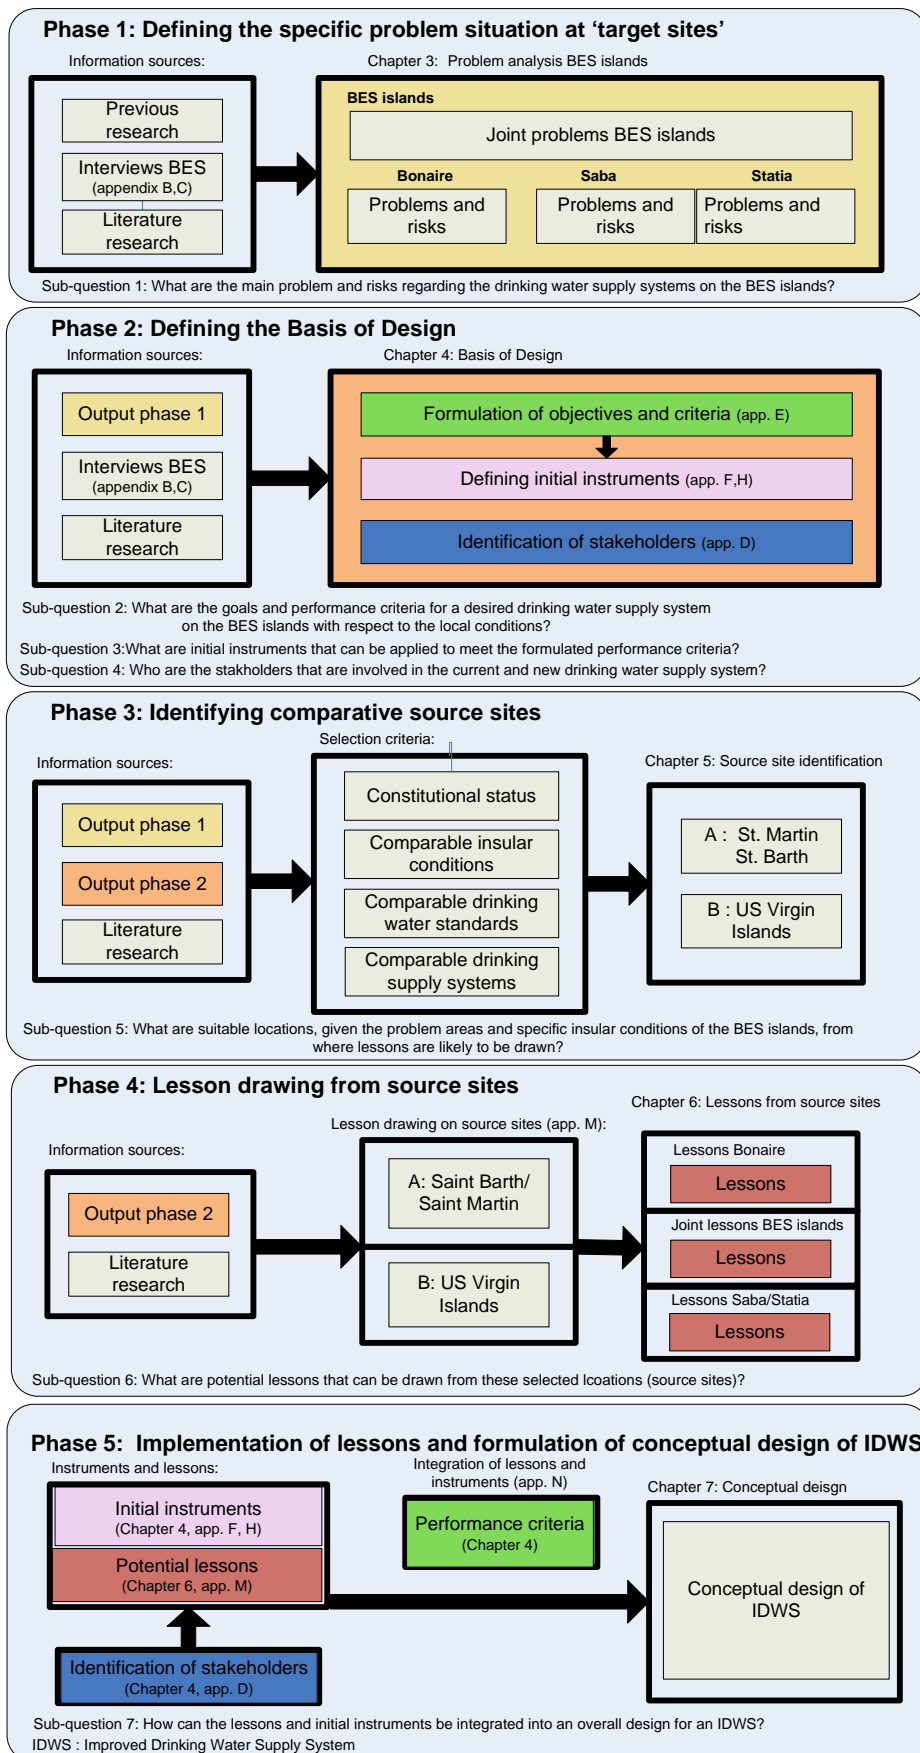 Phase 1: Defining the specific problem situation at ‘target sites’
Information sources:
Chapter 3: Problem analysis BES islands
Previous
research
Interviews BES
(appendix B,C)
Literature
research
BES islands
Joint problems BES islands
Bonaire
Saba
Statia
Problems and
risks
Problems and
risks
Problems and
risks
Sub-question 1: What are the main problem and risks regarding the drinking water supply systems on the BES islands?
Phase 2: Defining the Basis of Design
Information sources:
Chapter 4: Basis of Design
Output phase 1
Interviews BES
(appendix B,C)
Literature
research
Formulation of objectives and criteria (app. E)
Defining initial instruments (app. F,H)
Identification of stakeholders (app. D)
Sub-question 2: What are the goals and performance criteria for a desired drinking water supply system
on the BES islands with respect to the local conditions?
Sub-question 3:What are initial instruments that can be applied to meet the formulated performance criteria?
Sub-question 4: Who are the stakholders that are involved in the current and new drinking water supply system?
Phase 3: Identifying comparative source sites
Information sources:
Selection criteria:
Chapter 5: Source site identification
Output phase 1
Output phase 2
Literature
research
Constitutional status
Comparable insular
conditions
Comparable drinking
water standards
Comparable drinking
supply systems
A : St. Martin
St. Barth
B : US Virgin
Islands
Sub-question 5: What are suitable locations, given the problem areas and specific insular conditions of the BES islands, from
where lessons are likely to be drawn?
Phase 4: Lesson drawing from source sites
Information sources:
Lesson drawing on source sites (app. M):
Chapter 6: Lessons from source sites
Output phase 2
Literature
research
A: Saint Barth/
Saint Martin
B: US Virgin
Islands
Lessons Bonaire
Lessons
Joint lessons BES islands
Lessons
Lessons Saba/Statia
Lessons
Sub-question 6: What are potential lessons that can be drawn from these selected lcoations (source sites)?
Phase 5: Implementation of lessons and formulation of conceptual design of IDWS
Instruments and lessons:
Integration of lessons and
instruments (app. N)
Chapter 7: Conceptual deisgn
Initial instruments
(Chapter 4, app. F, H)
Potential lessons
(Chapter 6, app. M)
Performance criteria
(Chapter 4)
Conceptual design of
IDWS
Identification of stakeholders
(Chapter 4, app. D)
Sub-question 7: How can the lessons and initial instruments be integrated into an overall design for an IDWS?
IDWS : Improved Drinking Water Supply System